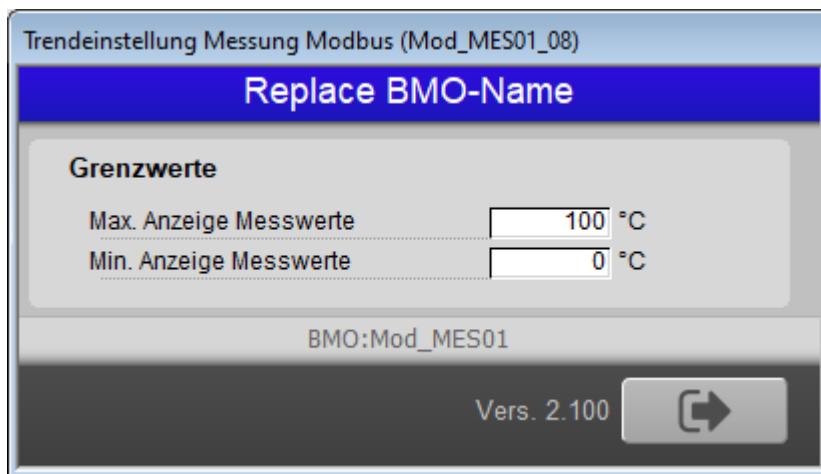 Trendeinstellung Messung Modbus (Mod_MES01_08)
Replace BMO-Name
Grenzwerte
Max. Anzeige Messwerte 100 °C
Min. Anzeige Messwerte 0 °C
BMO:Mod_MES01
Vers. 2.100